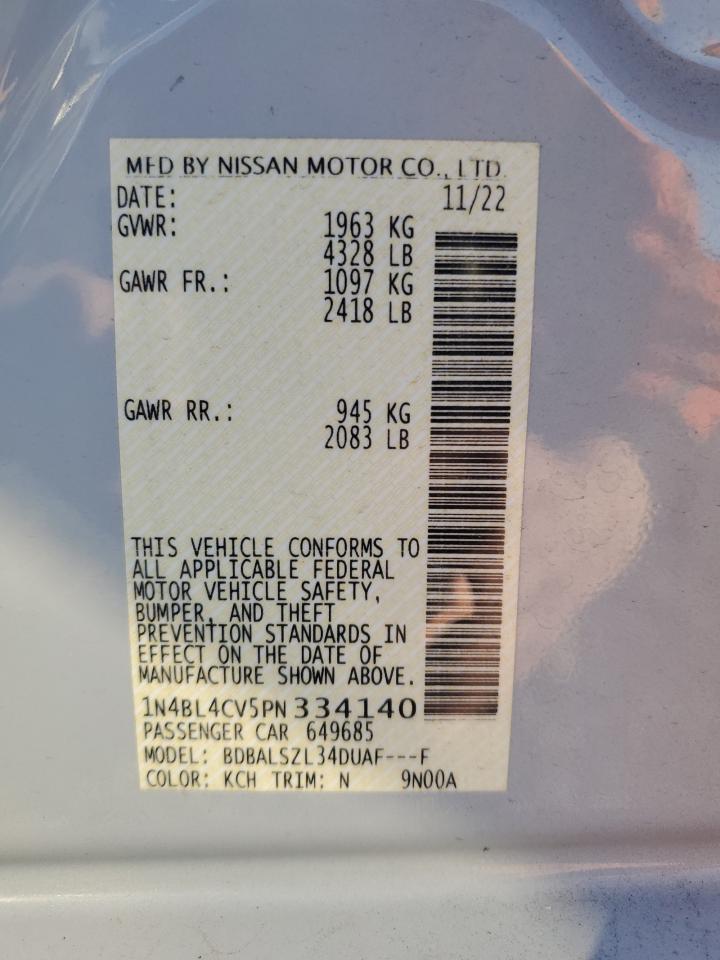 MFD BY NISSAN MOTOR CO., LTD.
DATE: 11/22
GVWR: 1963 KG
4328 LB
GAWR FR.: 1097 KG
2418 LB
GAWR RR.: 945 KG
2083 LB
THIS VEHICLE CONFORMS TO
ALL APPLICABLE FEDERAL
MOTOR VEHICLE SAFETY,
BUMPER, AND THEFT
PREVENTION STANDARDS IN
EFFECT ON THE DATE OF
MANUFACTURE SHOWN ABOVE.
1N4BL4CV5PN334140
PASSENGER CAR 649685
MODEL: BDBALSZL34DUAF---F
COLOR: KCH TRIM: N 9N00A